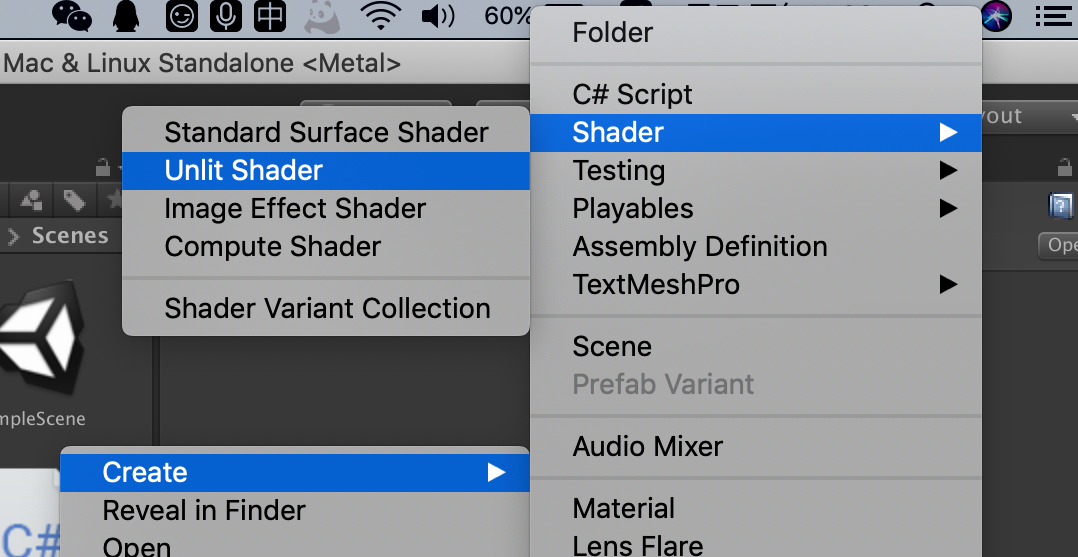 中
60%
Mac & Linux Standalone <Metal>
Folder
C# Script
Shader
Testing
Playables
Assembly Definition
TextMeshPro
Scene
Prefab Variant
Audio Mixer
Material
Lens Flare
Standard Surface Shader
Unlit Shader
Image Effect Shader
Compute Shader
Shader Variant Collection
Scenes
mpleScene
Create
Reveal in Finder
Open
C#
yout
Ope